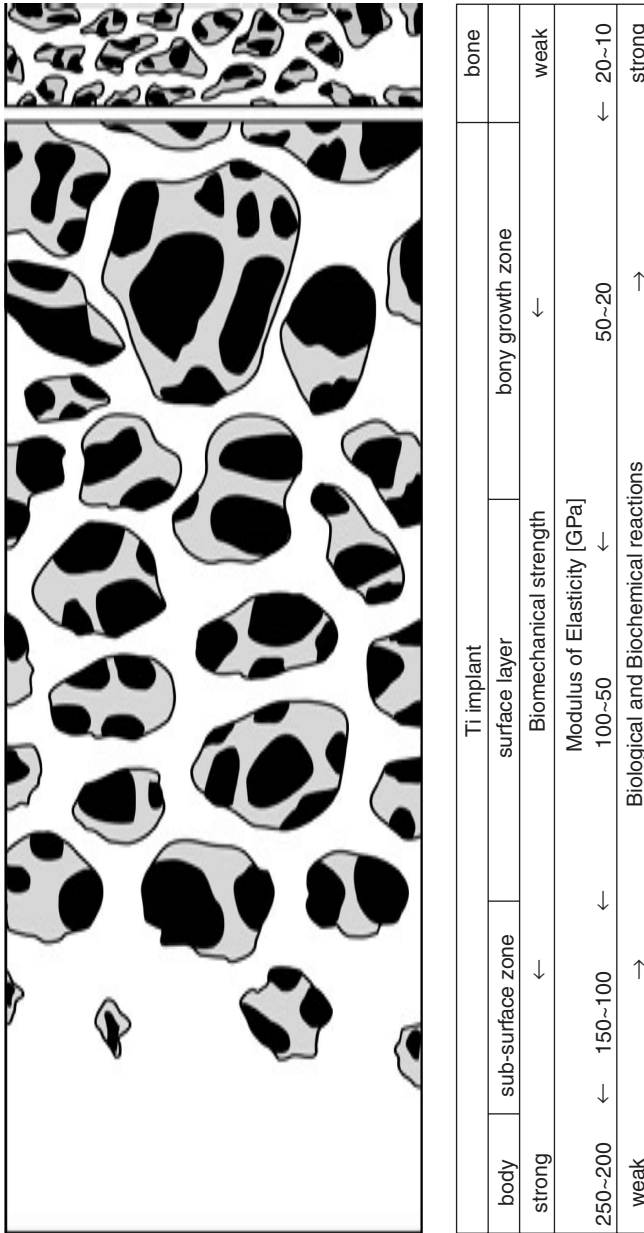 Ti implant bone
body sub-surface zone surface layer bony growth zone
strong ← Biomechanical strength ← weak
Modulus of Elasticity [GPa]
250~200 ← 150~100 ← 100~50 ← 50~20 ← 20~10
weak → Biological and Biochemical reactions → strong